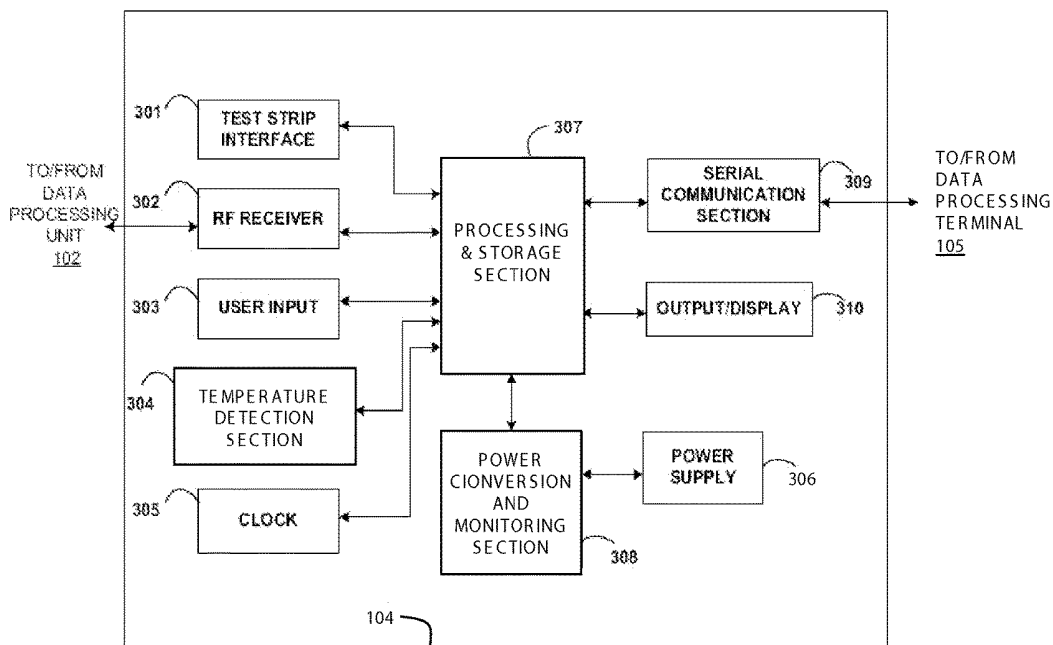 301
TEST STRIP
INTERFACE
TO/FROM
DATA
PROCESSING
UNIT
102
302
RF RECEIVER
303
USER INPUT
304
TEMPERATURE
DETECTION
SECTION
305
CLOCK
307
PROCESSING
& STORAGE
SECTION
POWER
CIONVERSION
AND
MONITORING
SECTION
308
SERIAL
COMMUNICATION
SECTION
309
TO/FROM
DATA
PROCESSING
TERMINAL
105
OUTPUT/DISPLAY
310
POWER
SUPPLY
306
104